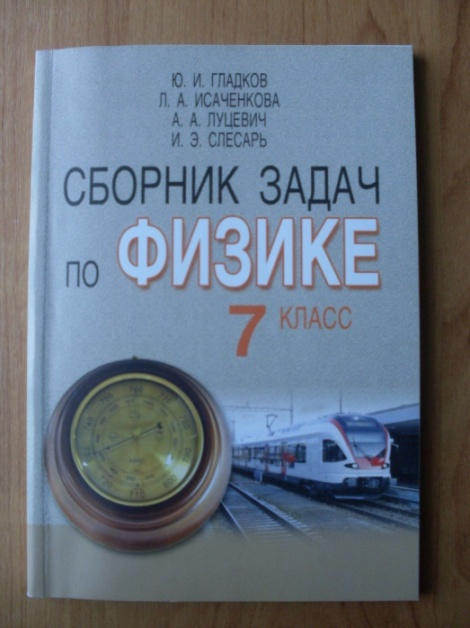 Ю. И. ГЛАДКОВ
Л. А. ИСАЧЕНКОВА
А. А. ЛУЦЕВИЧ
И. Э. СЛЕСАРЬ
СБОРНИК ЗАДАЧ
ПО ФИЗИКЕ
7 КЛАСС